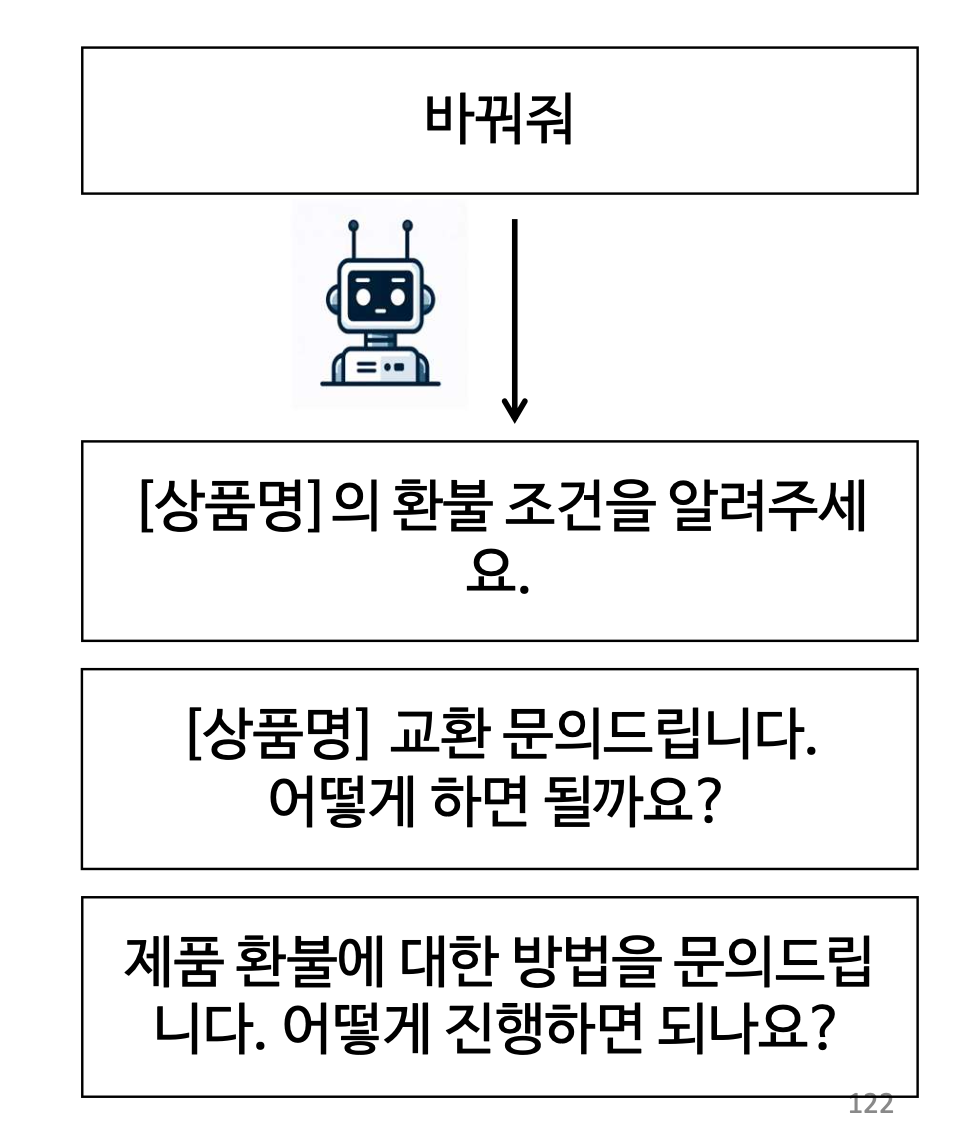 바꿔줘
[상품명]의 환불 조건을 알려주세
요.
[상품명] 교환 문의드립니다.
어떻게 하면 될까요?
제품 환불에 대한 방법을 문의드립
니다. 어떻게 진행하면 되나요?
122